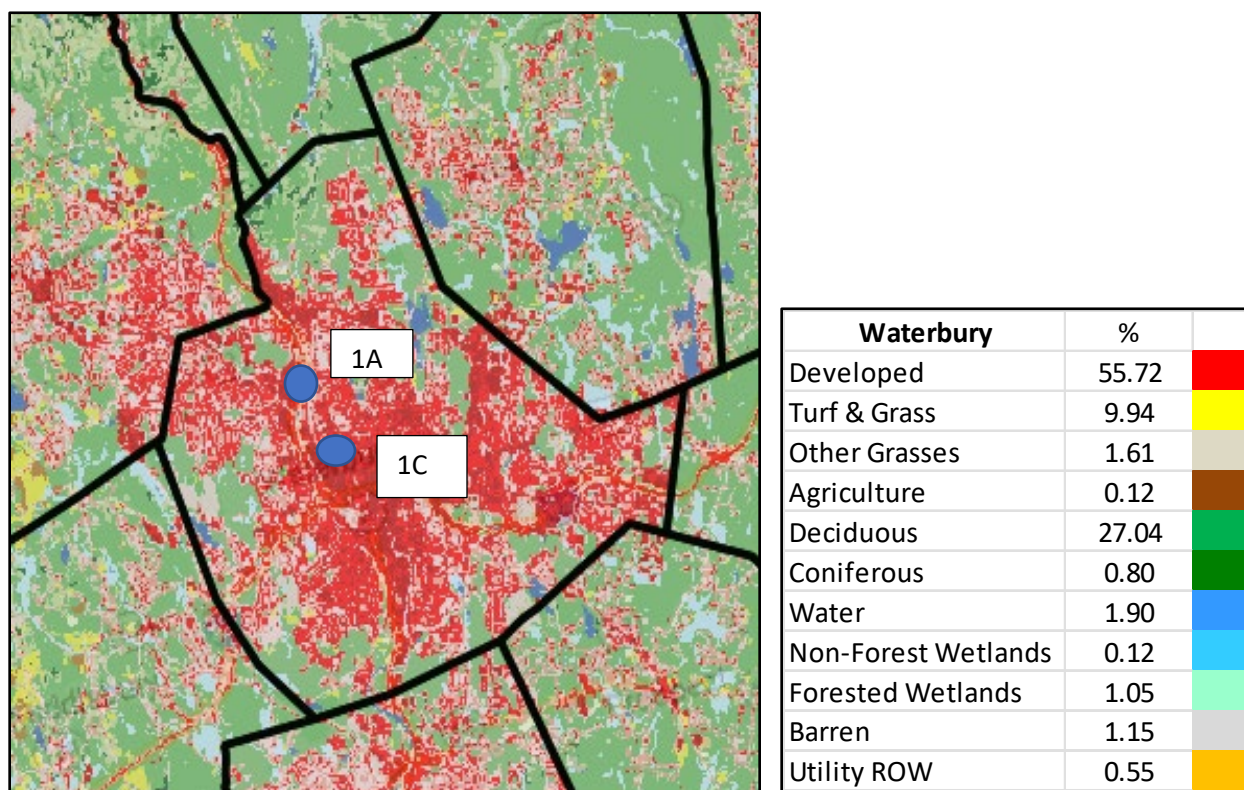 1A
1C
Waterbury %
Developed 55.72
Turf & Grass 9.94
Other Grasses 1.61
Agriculture 0.12
Deciduous 27.04
Coniferous 0.80
Water 1.90
Non-Forest Wetlands 0.12
Forested Wetlands 1.05
Barren 1.15
Utility ROW 0.55